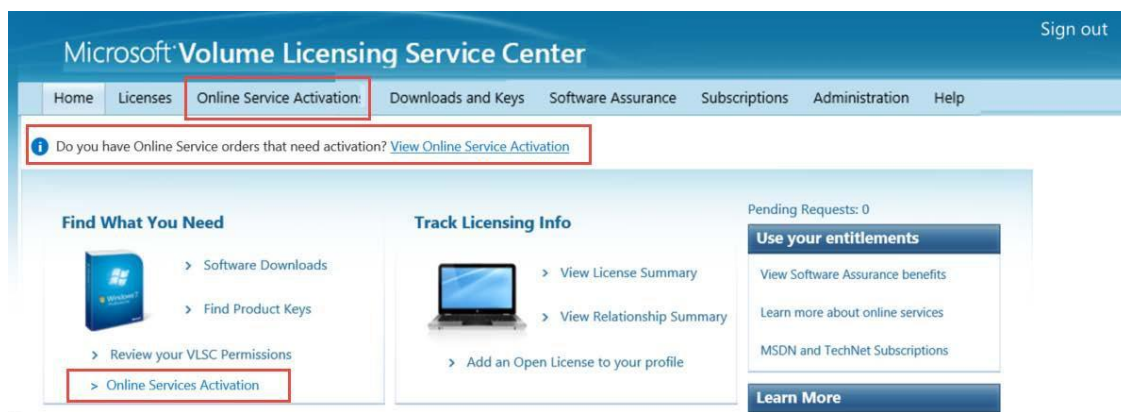 Sign out
Microsoft Volume Licensing Service Center
Home Licenses Online Service Activation Downloads and Keys Software Assurance Subscriptions Administration Help
Do you have Online Service orders that need activation? View Online Service Activation
Find What You Need
> Software Downloads
> Find Product Keys
> Review your VLSC Permissions
> Online Services Activation
Track Licensing Info
> View License Summary
> View Relationship Summary
> Add an Open License to your profile
Pending Requests: 0
Use your entitlements
View Software Assurance benefits
Learn more about online services
MSDN and TechNet Subscriptions
Learn More